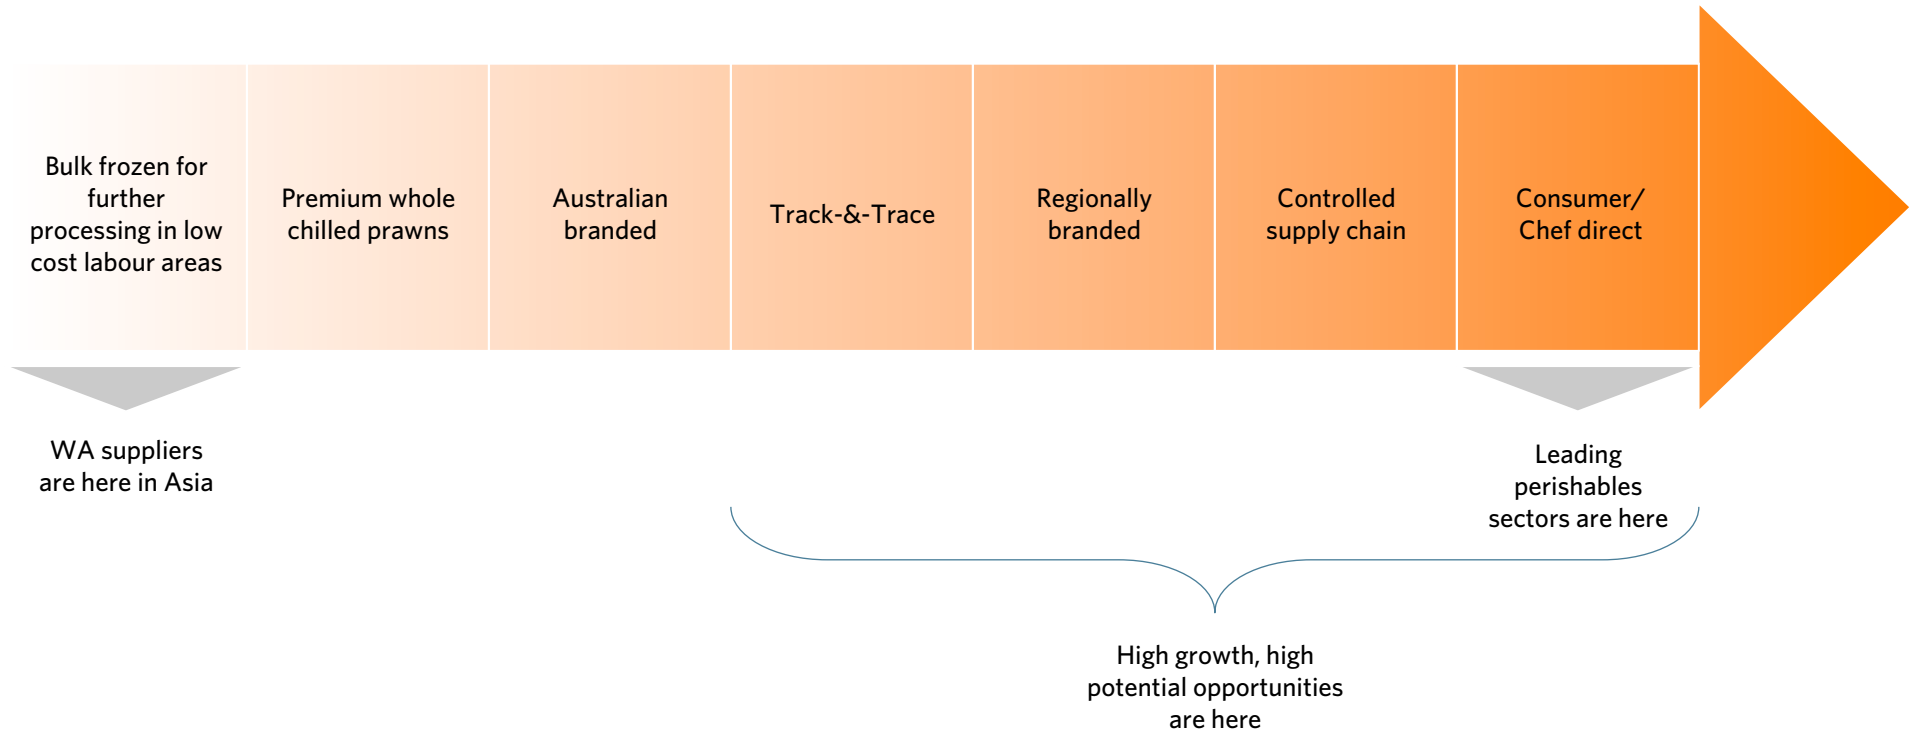 Bulk frozen for
further
processing in low
cost labour areas
Premium whole
chilled prawns
Australian
branded
Track-&-Trace
Regionally
branded
Controlled
supply chain
Consumer/
Chef direct
WA suppliers
are here in Asia
Leading
perishables
sectors are here
High growth, high
potential opportunities
are here